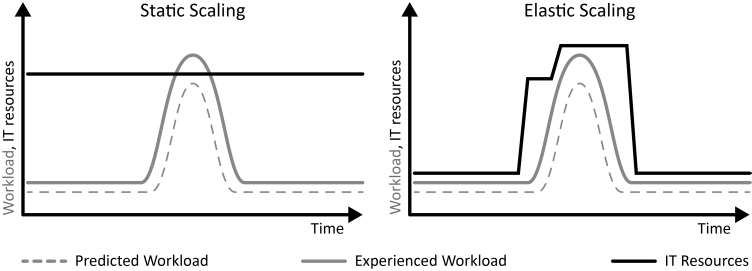 Static Scaling
Workload, IT resources
Time
Elastic Scaling
Workload, IT resources
Time
Predicted Workload
Experienced Workload
IT Resources